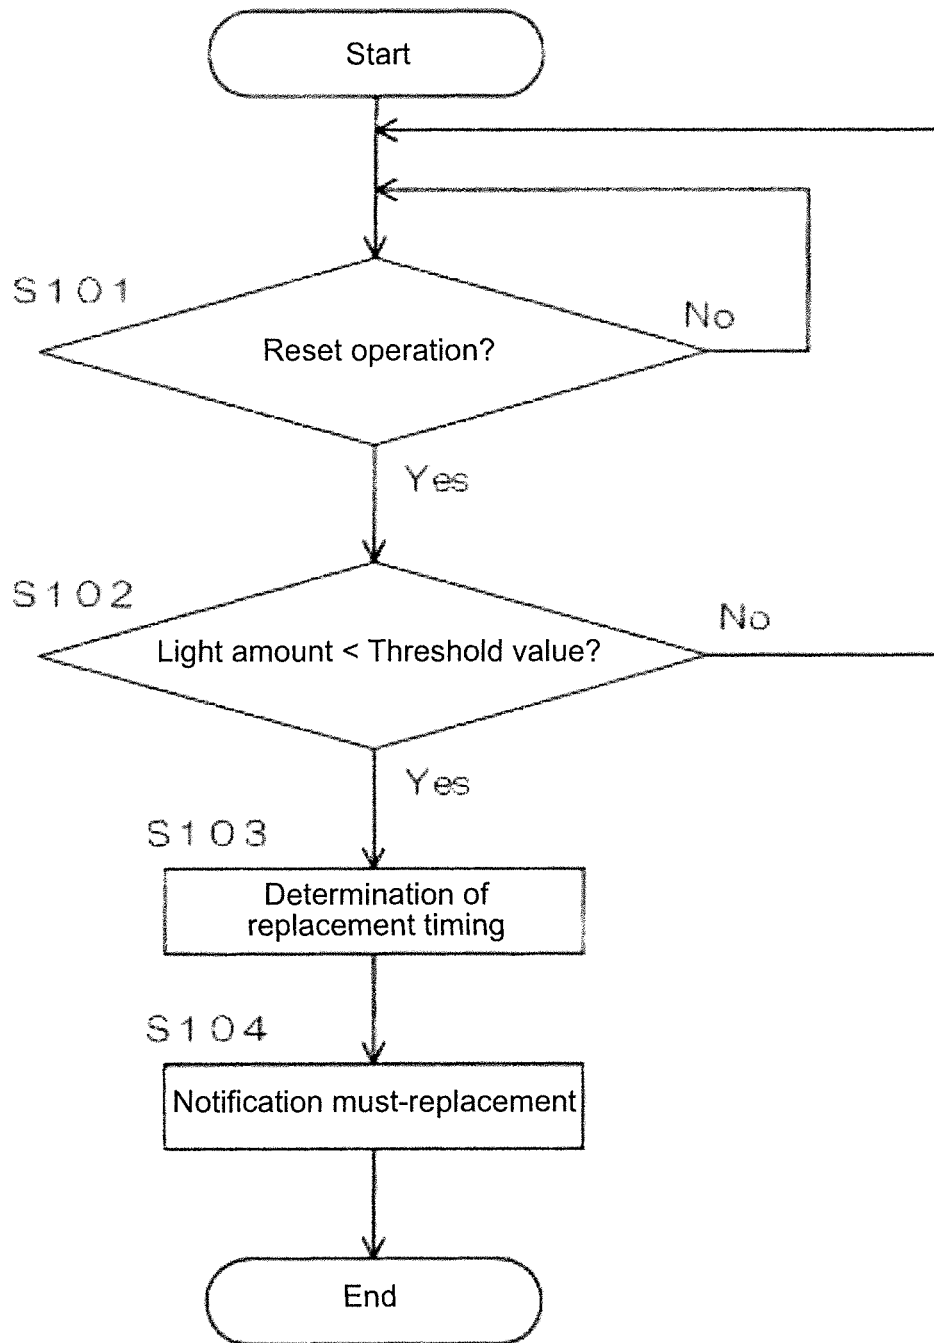 Start
S101
Reset operation?
No
Yes
S102
Light amount < Threshold value?
No
Yes
S103
Determination of
replacement timing
S104
Notification must-replacement
End